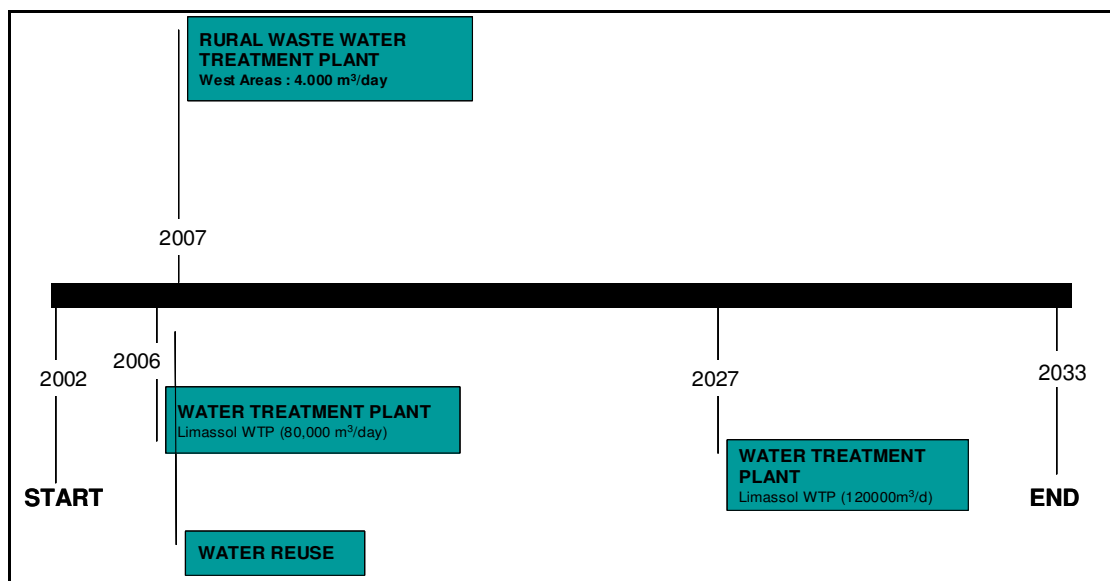 RURAL WASTE WATER
TREATMENT PLANT
West Areas : 4.000 m³/day
2007
2006
2002
2027
2033
WATER TREATMENT PLANT
Limassol WTP (80,000 m³/day)
WATER TREATMENT
PLANT
Limassol WTP (120000m³/d)
START
END
WATER REUSE